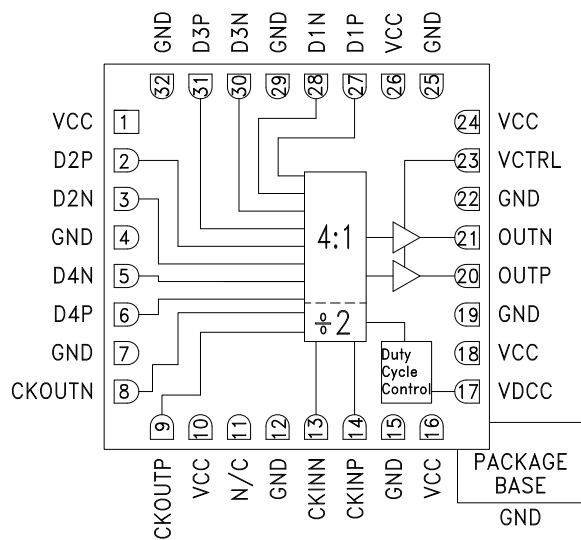 GND
D3P
D3N
GND
D1N
D1P
VCC
GND
32
31
30
29
28
27
26
25
VCC 1
D2P 2
D2N 3
GND 4
D4N 5
D4P 6
GND 7
CKOUTN 8
4:1
÷2
Duty
Cycle
Control
24 VCC
23 VCTRL
22 GND
21 OUTN
20 OUTP
19 GND
18 VCC
17 VDCC
9
10
11
12
13
14
15
16
CKOUTP
VCC
N/C
GND
CKINN
CKINP
GND
VCC
PACKAGE
BASE
GND